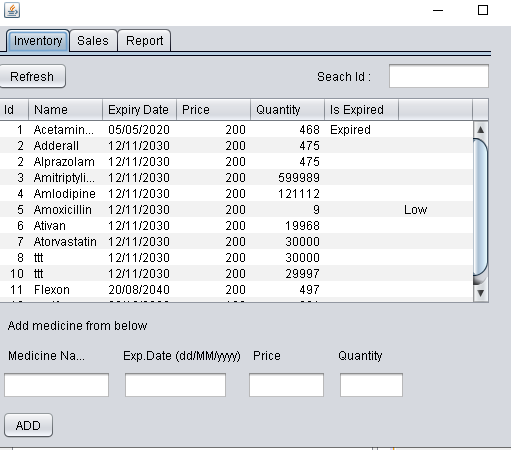 Inventory Sales Report
Refresh Seach Id :
Id Name Expiry Date Price Quantity Is Expired
1 Acetamin... 05/05/2020 200 468 Expired
2 Adderall 12/11/2030 200 475
2 Alprazolam 12/11/2030 200 475
3 Amitriptyli... 12/11/2030 200 599989
4 Amlodipine 12/11/2030 200 121112
5 Amoxicillin 12/11/2030 200 9 Low
6 Ativan 12/11/2030 200 19968
7 Atorvastatin 12/11/2030 200 30000
8 ttt 12/11/2030 200 30000
10 ttt 12/11/2030 200 29997
11 Flexon 20/08/2040 200 497
Add medicine from below
Medicine Na... Exp.Date (dd/MM/yyyy) Price Quantity
ADD